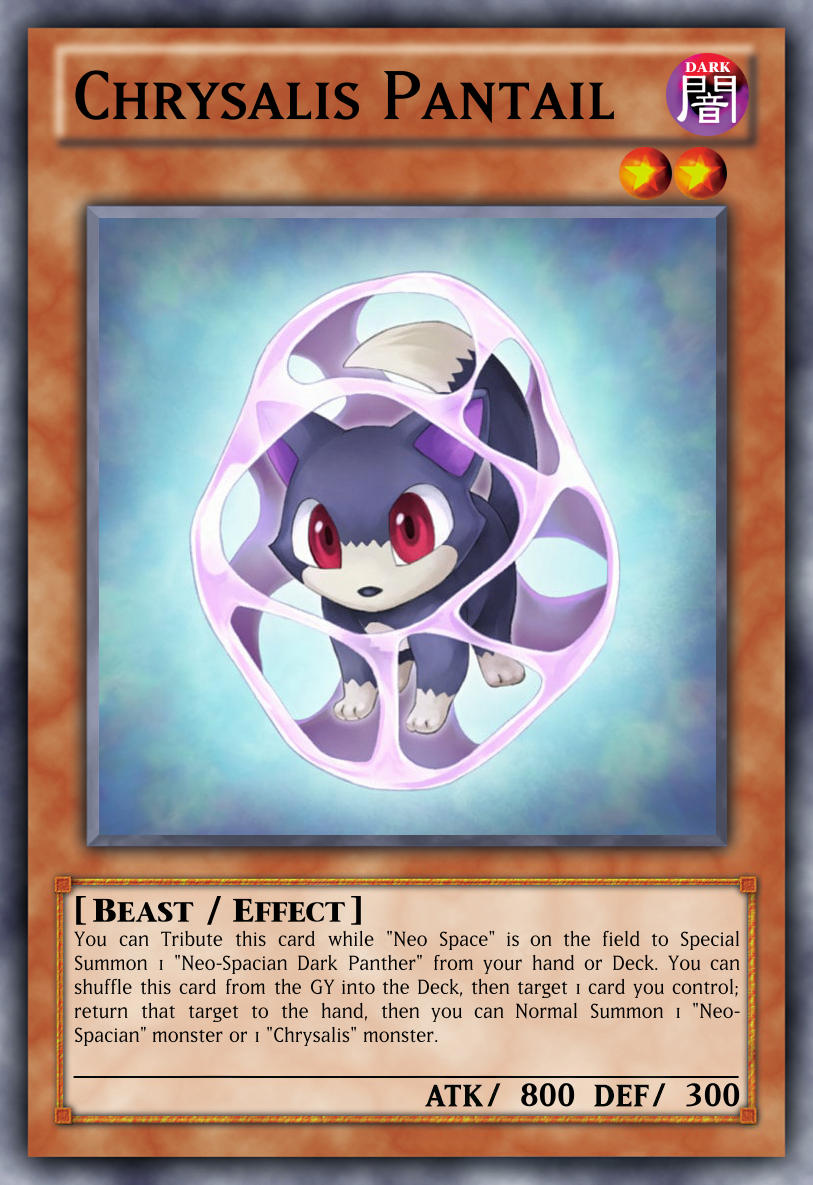 Chrysalis Pantail
DARK
闇
[ Beast / Effect ]
You can Tribute this card while "Neo Space" is on the field to Special
Summon 1 "Neo-Spacian Dark Panther" from your hand or Deck. You can
shuffle this card from the GY into the Deck, then target 1 card you control;
return that target to the hand, then you can Normal Summon 1 "Neo-
Spacian" monster or 1 "Chrysalis" monster.
ATK/ 800 DEF/ 300